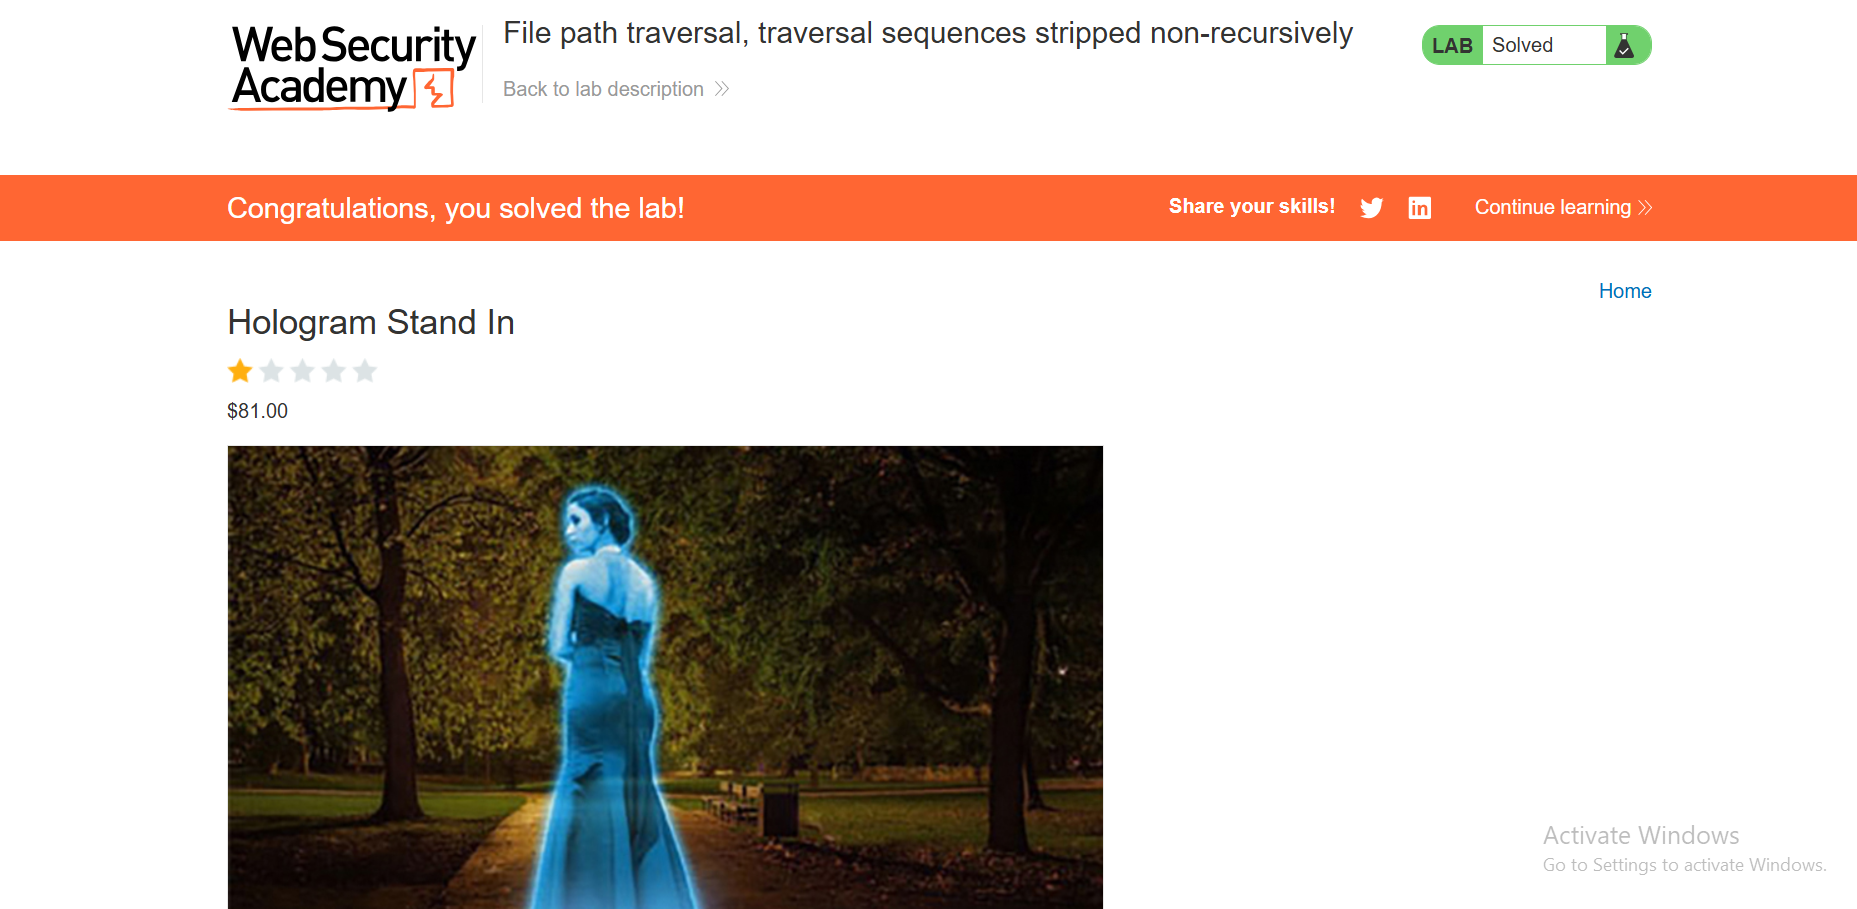 Web Security
Academy
File path traversal, traversal sequences stripped non-recursively
Back to lab description
LAB Solved
Congratulations, you solved the lab!
Share your skills!
in
Continue learning
Home
Hologram Stand In
$81.00
Activate Windows
Go to Settings to activate Windows.